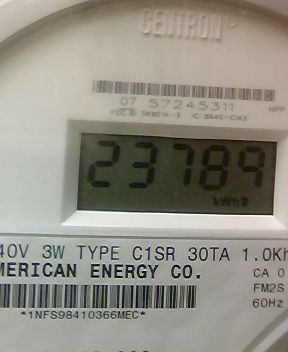 CENTRON
07 57245311
23789
kWh
40V 3W TYPE C1SR 30TA 1.0Kh
MERICAN ENERGY CO.
CA 0
FM2S
60Hz
*1NFS98410366MEC*